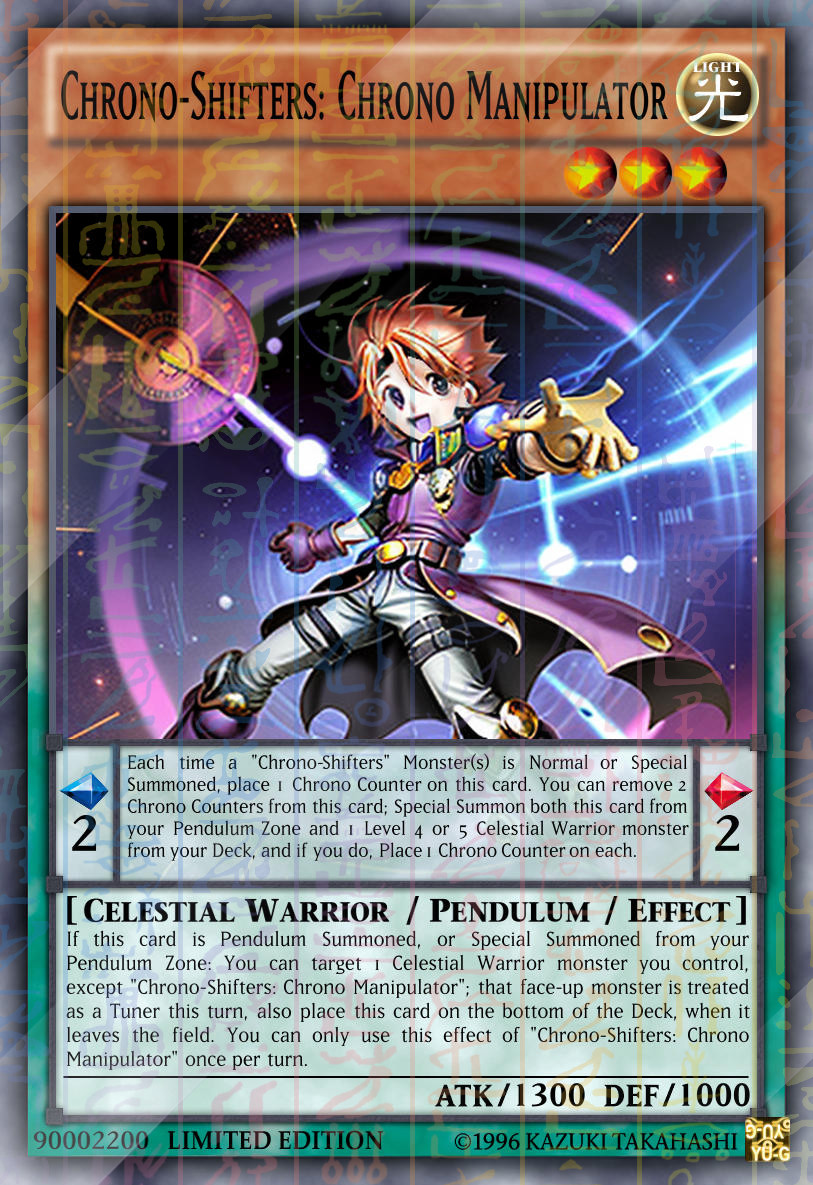 CHRONO-SHIFTERS: CHRONO MANIPULATOR
LIGHT
光
Each time a "Chrono-Shifters" Monster(s) is Normal or Special
Summoned, place 1 Chrono Counter on this card. You can remove 2
Chrono Counters from this card; Special Summon both this card from
your Pendulum Zone and 1 Level 4 or 5 Celestial Warrior monster
from your Deck, and if you do, Place 1 Chrono Counter on each.
2
2
[ CELESTIAL WARRIOR / PENDULUM / EFFECT ]
If this card is Pendulum Summoned, or Special Summoned from your
Pendulum Zone: You can target 1 Celestial Warrior monster you control,
except "Chrono-Shifters: Chrono Manipulator"; that face-up monster is treated
as a Tuner this turn, also place this card on the bottom of the Deck, when it
leaves the field. You can only use this effect of "Chrono-Shifters: Chrono
Manipulator" once per turn.
ATK/1300 DEF/1000
90002200 LIMITED EDITION ©1996 KAZUKI TAKAHASHI